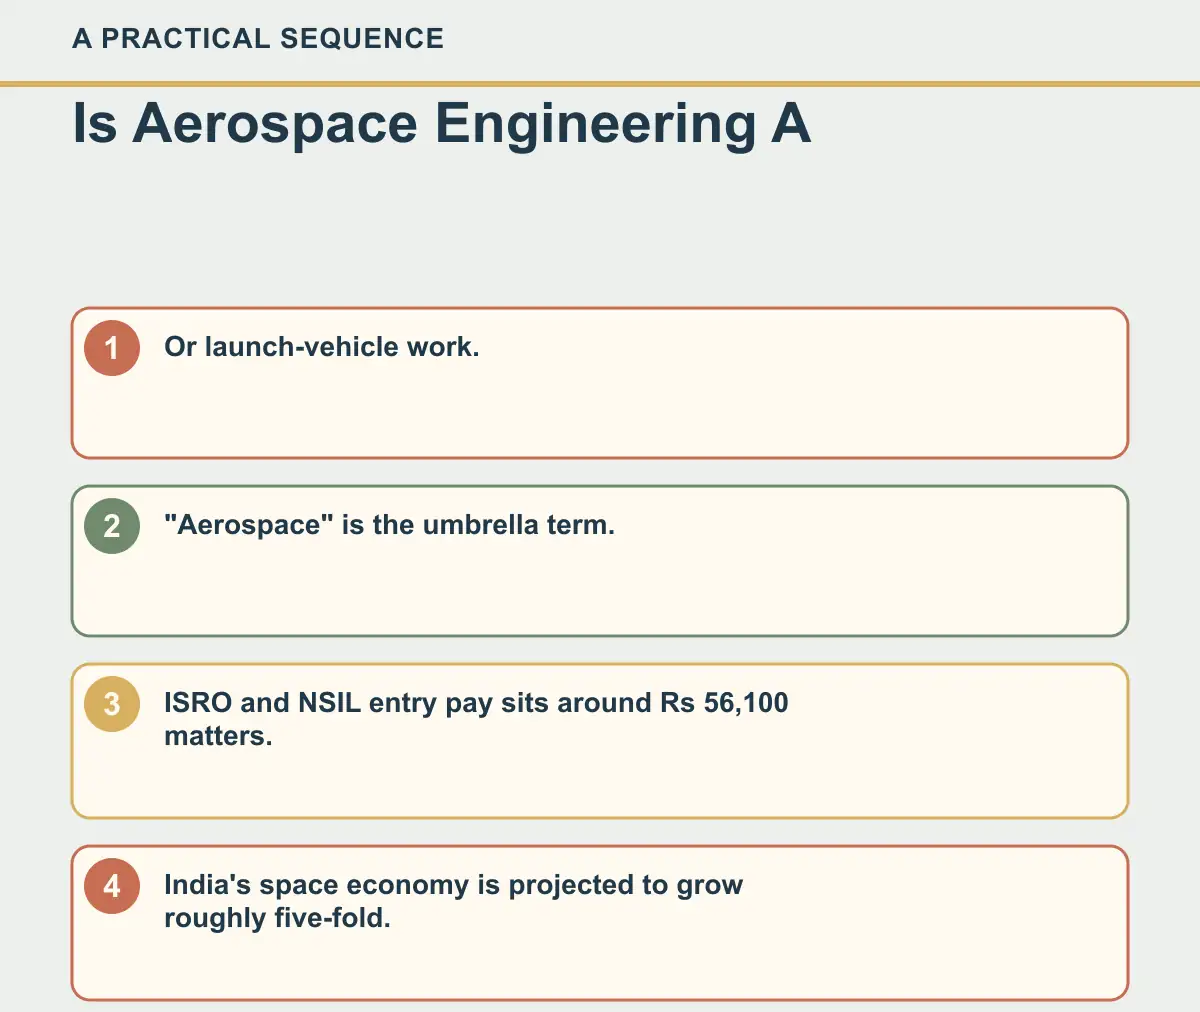 A PRACTICAL SEQUENCE
Is Aerospace Engineering A
1
Or launch-vehicle work.
2
"Aerospace" is the umbrella term.
3
ISRO and NSIL entry pay sits around Rs 56,100
matters.
4
India's space economy is projected to grow
roughly five-fold.